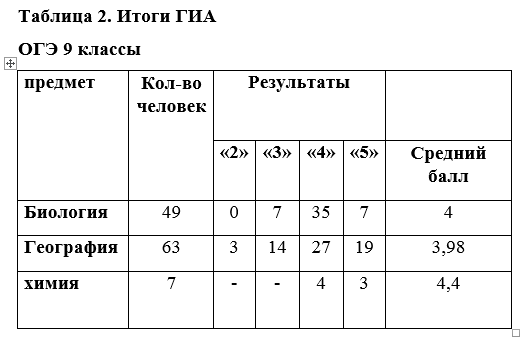 Таблица 2. Итоги ГИА
ОГЭ 9 классы
предмет Кол-во человек Результаты
«2» «3» «4» «5» Средний балл
Биология 49 0 7 35 7 4
География 63 3 14 27 19 3,98
химия 7 - - 4 3 4,4